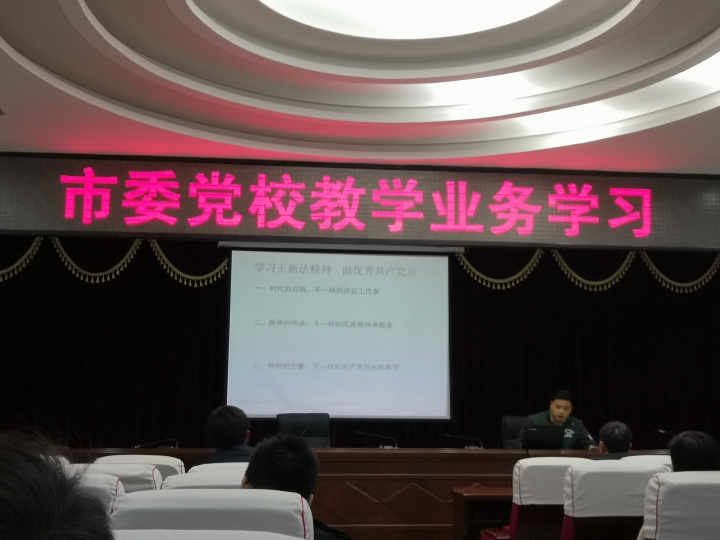 市委党校教学业务学习
学习王新法精神 做优秀共产党员
一、时代的召唤：不一样的扶贫工作者
二、精神的传承：不一样的民族精神承载者
三、榜样的力量：不一样的共产党员光辉典范